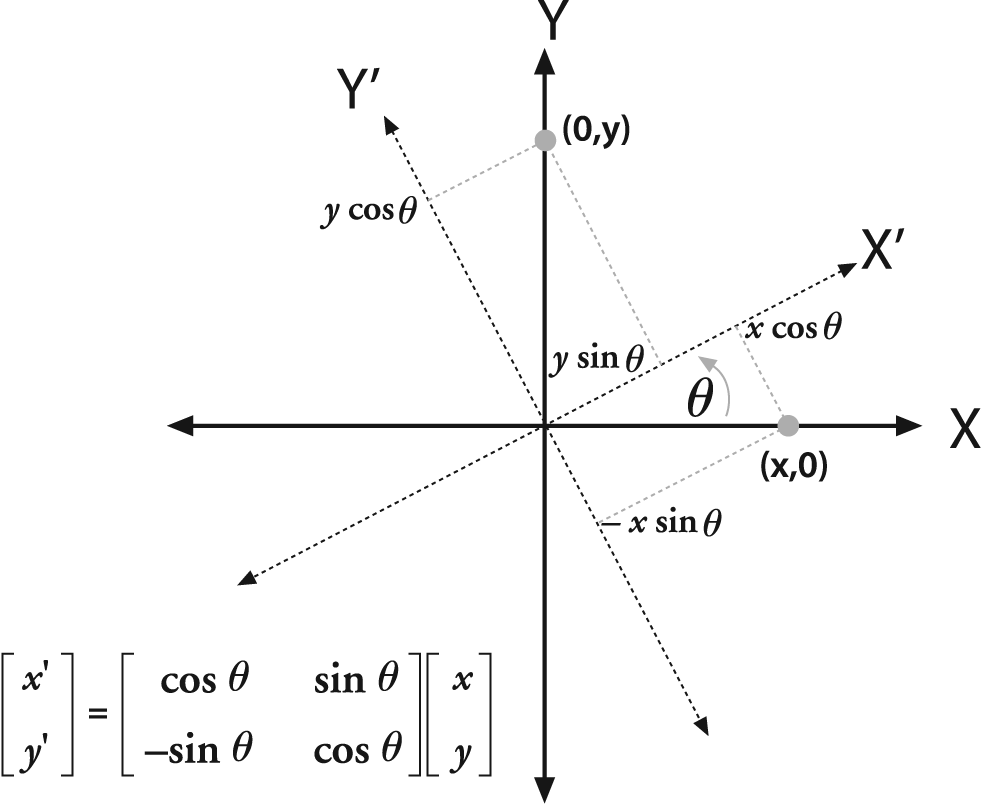 Y
Y′
(0,y)
y cos θ
X′
x cos θ
y sin θ
θ
X
(x,0)
− x sin θ
[x'] = [cos θ sin θ] [x]
[y'] [–sin θ cos θ] [y]